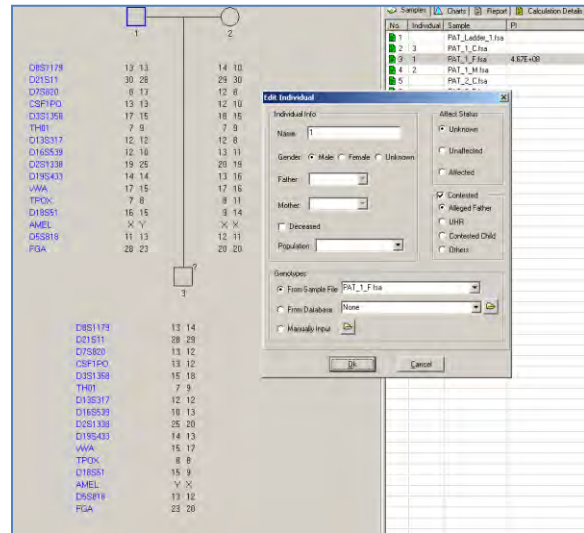 Samples Charts Report Calculation Details
No. Individual Sample PI
1 PAT_Ladder_1.fsa
2 3 PAT_1_C.fsa
3 1 PAT_1_F.fsa 4.67E+08
4 2 PAT_1_M.fsa
5 PAT_2_C.fsa
1 2
D8S1179 13 13 14 10
D21S11 30 28 29 30
D7S820 8 13 12 8
CSF1PO 13 13 12 10
D3S1358 17 15 18 15
TH01 7 9 7 9
D13S317 12 12 12 8
D16S539 12 10 13 11
D2S1338 19 25 20 19
D19S433 14 14 13 16
vWA 17 15 17 16
TPOX 7 8 8 11
D18S51 16 15 9 14
AMEL X Y X X
D5S818 11 13 12 11
FGA 28 23 20 20
?
3
D8S1179 13 14
D21S11 28 29
D7S820 13 12
CSF1PO 13 12
D3S1358 15 18
TH01 7 9
D13S317 12 12
D16S539 10 13
D2S1338 25 20
D19S433 14 13
vWA 15 17
TPOX 8 8
D18S51 15 9
AMEL Y X
D5S818 13 12
FGA 23 20
Edit Individual
Individual Info
Name: 1
Gender: Male Female Unknown
Father:
Mother:
Deceased
Population:
Affect Status
Unknown
Unaffected
Affected
Contested
Alleged Father
UHR
Contested Child
Others
Genotypes
From Sample File PAT_1_F.fsa
From Database None
Manually Input
Ok Cancel